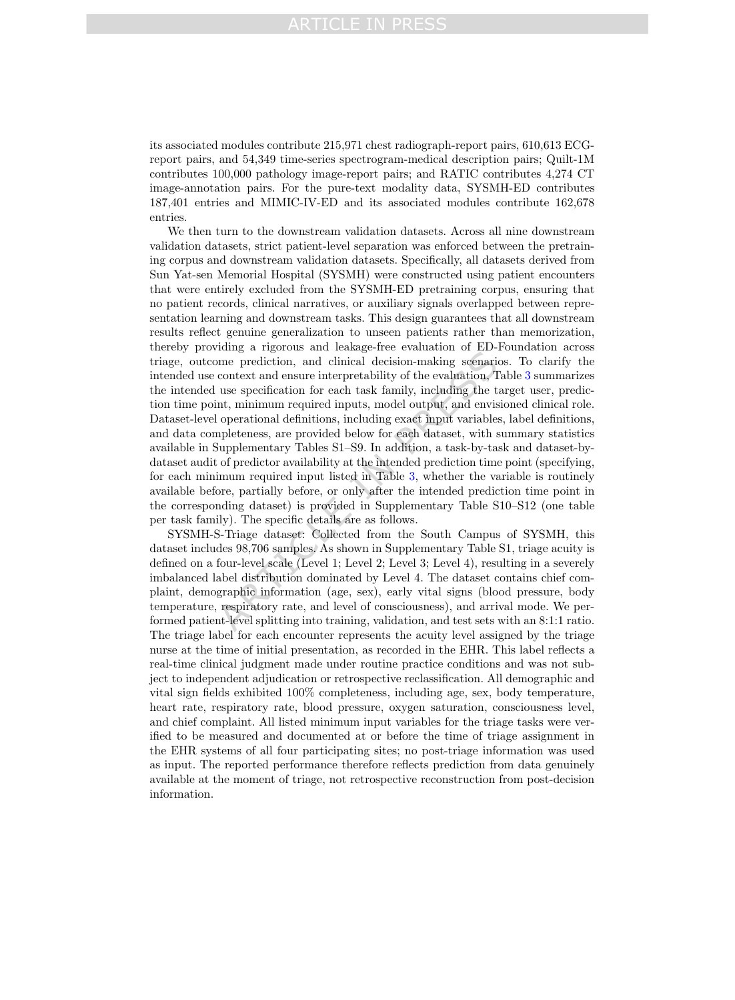 ARTICLE IN PRESS
its associated modules contribute 215,971 chest radiograph-report pairs, 610,613 ECG-
report pairs, and 54,349 time-series spectrogram-medical description pairs; Quilt-1M
contributes 100,000 pathology image-report pairs; and RATIC contributes 4,274 CT
image-annotation pairs. For the pure-text modality data, SYSMH-ED contributes
187,401 entries and MIMIC-IV-ED and its associated modules contribute 162,678
entries.
We then turn to the downstream validation datasets. Across all nine downstream
validation datasets, strict patient-level separation was enforced between the pretrain-
ing corpus and downstream validation datasets. Specifically, all datasets derived from
Sun Yat-sen Memorial Hospital (SYSMH) were constructed using patient encounters
that were entirely excluded from the SYSMH-ED pretraining corpus, ensuring that
no patient records, clinical narratives, or auxiliary signals overlapped between repre-
sentation learning and downstream tasks. This design guarantees that all downstream
results reflect genuine generalization to unseen patients rather than memorization,
thereby providing a rigorous and leakage-free evaluation of ED-Foundation across
triage, outcome prediction, and clinical decision-making scenarios. To clarify the
intended use context and ensure interpretability of the evaluation, Table 3 summarizes
the intended use specification for each task family, including the target user, predic-
tion time point, minimum required inputs, model output, and envisioned clinical role.
Dataset-level operational definitions, including exact input variables, label definitions,
and data completeness, are provided below for each dataset, with summary statistics
available in Supplementary Tables S1–S9. In addition, a task-by-task and dataset-by-
dataset audit of predictor availability at the intended prediction time point (specifying,
for each minimum required input listed in Table 3, whether the variable is routinely
available before, partially before, or only after the intended prediction time point in
the corresponding dataset) is provided in Supplementary Table S10–S12 (one table
per task family). The specific details are as follows.
SYSMH-S-Triage dataset: Collected from the South Campus of SYSMH, this
dataset includes 98,706 samples. As shown in Supplementary Table S1, triage acuity is
defined on a four-level scale (Level 1; Level 2; Level 3; Level 4), resulting in a severely
imbalanced label distribution dominated by Level 4. The dataset contains chief com-
plaint, demographic information (age, sex), early vital signs (blood pressure, body
temperature, respiratory rate, and level of consciousness), and arrival mode. We per-
formed patient-level splitting into training, validation, and test sets with an 8:1:1 ratio.
The triage label for each encounter represents the acuity level assigned by the triage
nurse at the time of initial presentation, as recorded in the EHR. This label reflects a
real-time clinical judgment made under routine practice conditions and was not sub-
ject to independent adjudication or retrospective reclassification. All demographic and
vital sign fields exhibited 100% completeness, including age, sex, body temperature,
heart rate, respiratory rate, blood pressure, oxygen saturation, consciousness level,
and chief complaint. All listed minimum input variables for the triage tasks were ver-
ified to be measured and documented at or before the time of triage assignment in
the EHR systems of all four participating sites; no post-triage information was used
as input. The reported performance therefore reflects prediction from data genuinely
available at the moment of triage, not retrospective reconstruction from post-decision
information.
ARTICLE IN PRESS